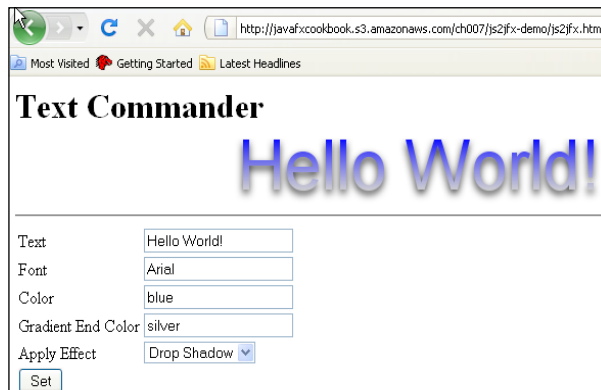 http://javafxcookbook.s3.amazonaws.com/ch007/js2jfx-demo/js2jfx.htm
Most Visited Getting Started Latest Headlines
Text Commander
Hello World!
Text Hello World!
Font Arial
Color blue
Gradient End Color silver
Apply Effect Drop Shadow
Set